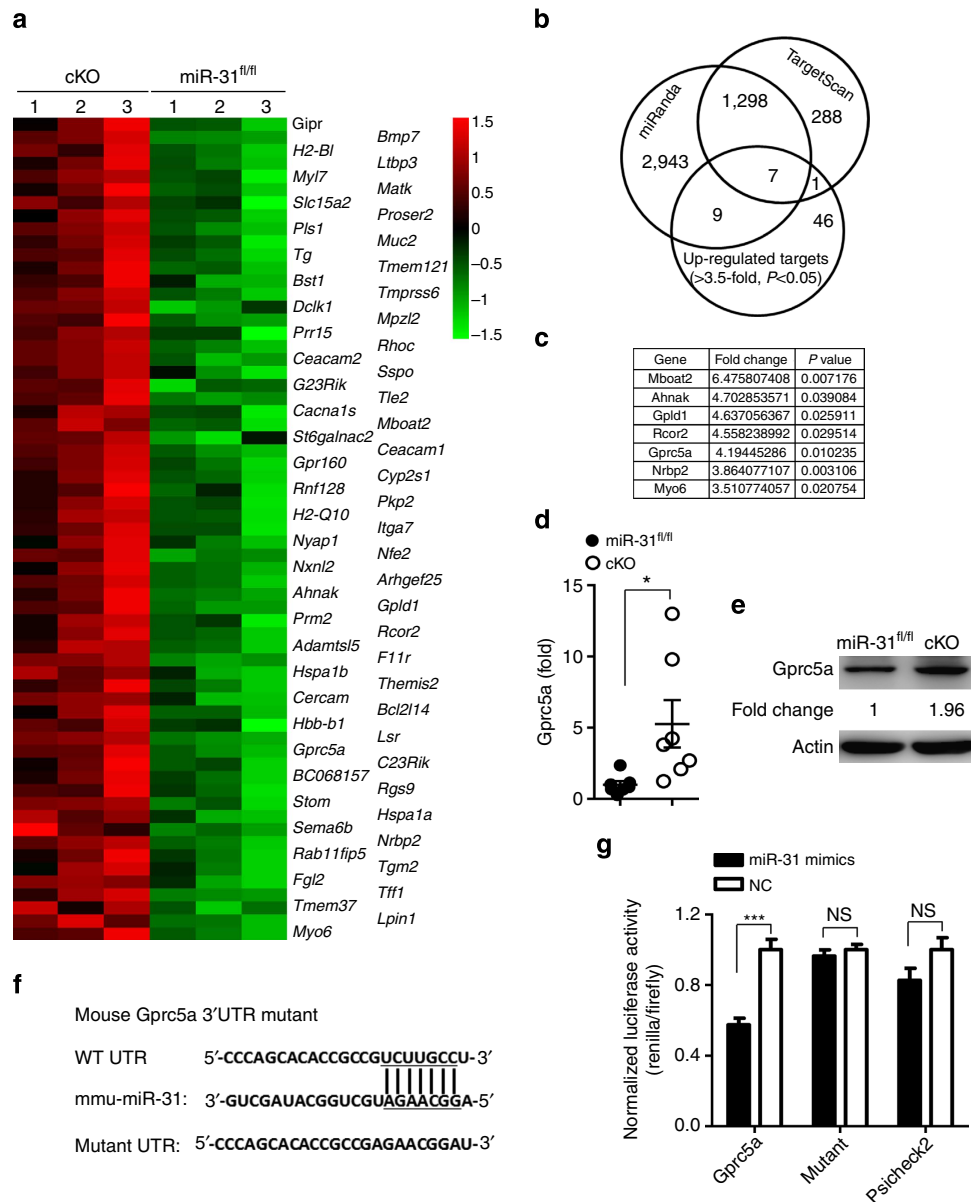 a
cKO
miR-31fl/fl
1 2 3 1 2 3
Gipr
Bmp7
H2-Bl
Ltbp3
Myl7
Matk
Slc15a2
Proser2
Pls1
Muc2
Tg
Tmem121
Bst1
Tmprss6
Dclk1
Mpzl2
Prr15
Rhoc
Ceacam2
Sspo
G23Rik
Tle2
Cacna1s
Mboat2
St6galnac2
Ceacam1
Gpr160
Cyp2s1
Rnf128
Pkp2
H2-Q10
Itga7
Nyap1
Nfe2
Nxnl2
Arhgef25
Ahnak
Gpld1
Prm2
Rcor2
Adamtsl5
F11r
Hspa1b
Themis2
Cercam
Bcl2l14
Hbb-b1
Lsr
Gprc5a
C23Rik
BC068157
Rgs9
Stom
Hspa1a
Sema6b
Nrbp2
Rab11fip5
Tgm2
Fgl2
Tff1
Tmem37
Lpin1
Myo6
1.5
1
0.5
0
−0.5
−1
−1.5
b
miRanda
TargetScan
1,298
288
2,943
7
1
9
46
Up-regulated targets
(>3.5-fold, P<0.05)
c
Gene Fold change P value
Mboat2 6.475807408 0.007176
Ahnak 4.702853571 0.039084
Gpld1 4.637056367 0.025911
Rcor2 4.558238992 0.029514
Gprc5a 4.19445286 0.010235
Nrbp2 3.864077107 0.003106
Myo6 3.510774057 0.020754
d
miR-31fl/fl
cKO
*
15
10
5
0
Gprc5a (fold)
e
miR-31fl/fl cKO
Gprc5a
Fold change 1 1.96
Actin
f
Mouse Gprc5a 3′UTR mutant
WT UTR 5′-CCCAGCACACCGCCGUCUUGCCU-3′
mmu-miR-31: 3′-GUCGAUACGGUCGUAGAACGGA-5′
Mutant UTR: 5′-CCCAGCACACCGCCGAGAACGGAU-3′
g
miR-31 mimics
NC
*** NS NS
1.2
0.8
0.4
0
Normalized luciferase activity
(renilla/firefly)
Gprc5a
Mutant
Psicheck2